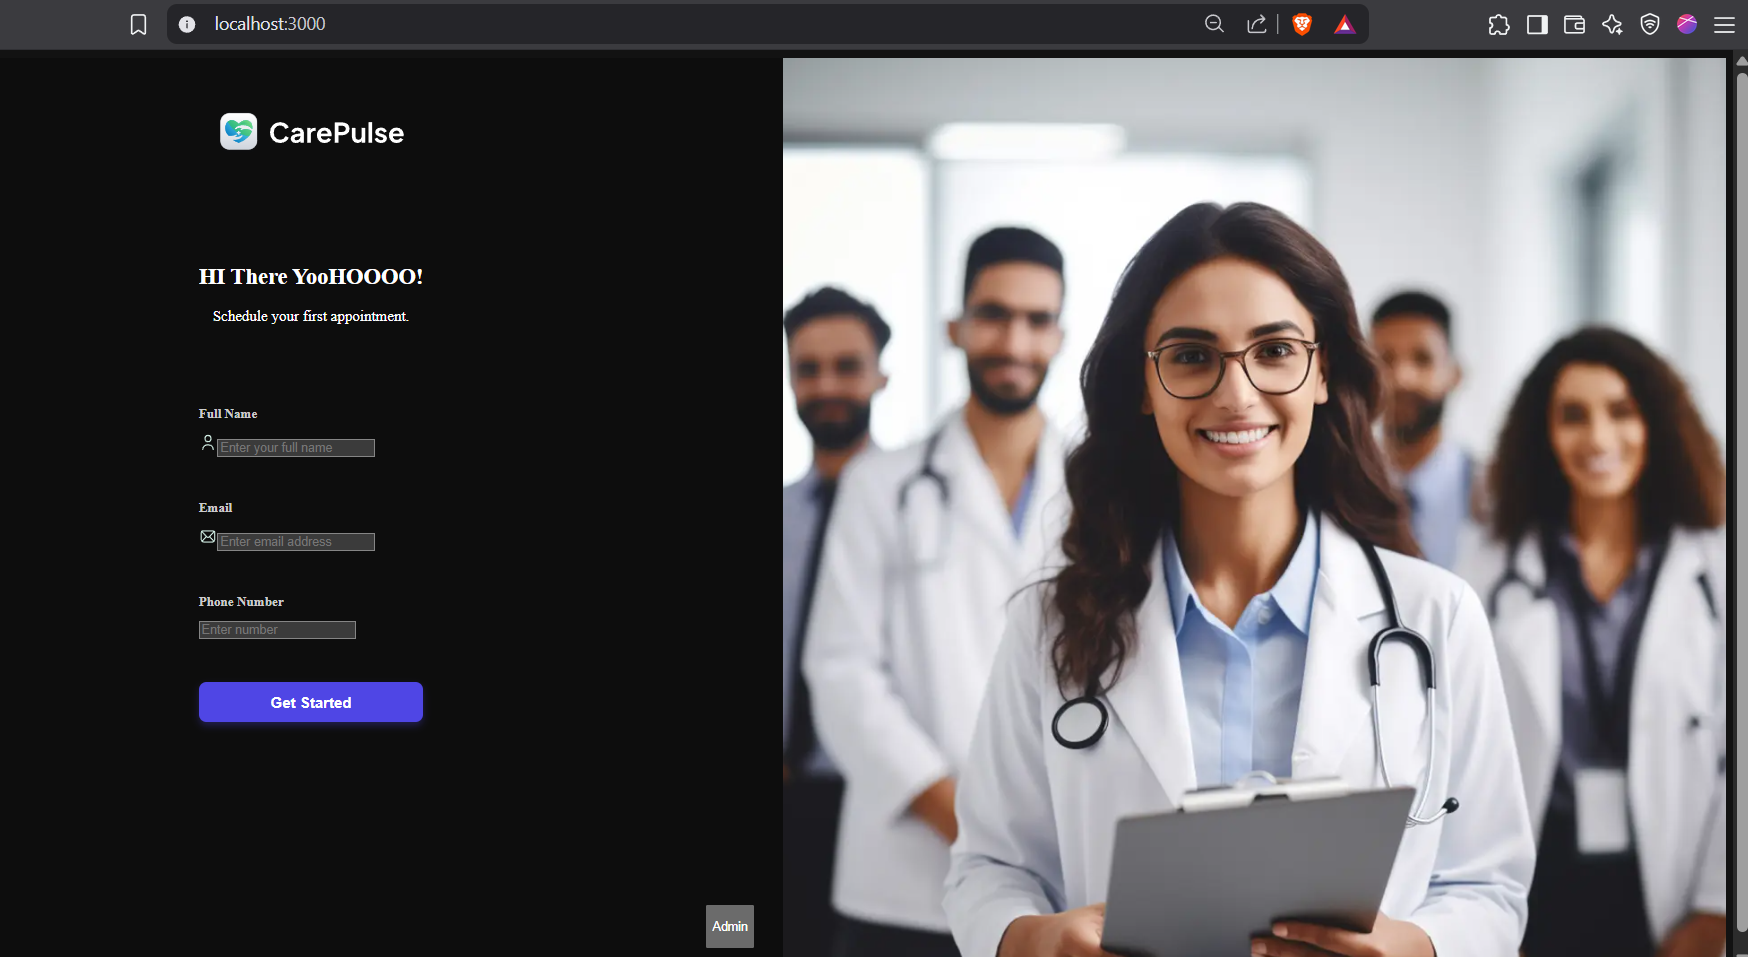 localhost:3000
CarePulse
HI There YooHOOOO!
Schedule your first appointment.
Full Name
Enter your full name
Email
Enter email address
Phone Number
Enter number
Get Started
Admin